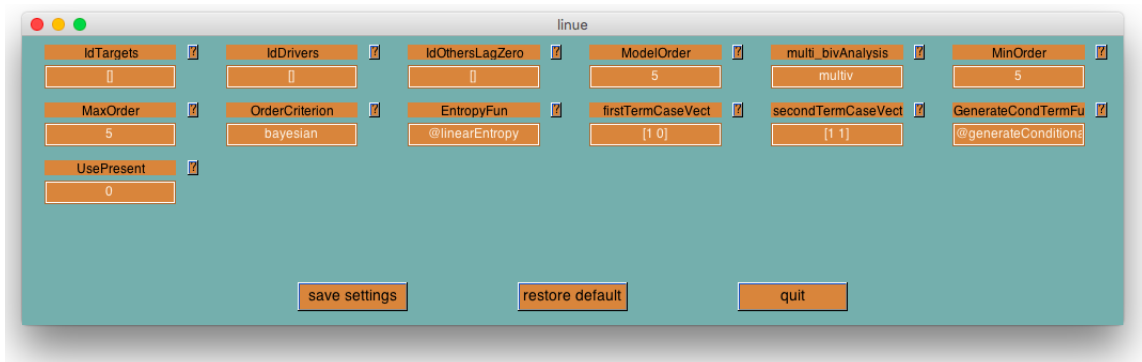 linue
IdTargets ? IdDrivers ? IdOthersLagZero ? ModelOrder ? multi_bivAnalysis ? MinOrder ?
[] [] [] 5 multiv 5
MaxOrder ? OrderCriterion ? EntropyFun ? firstTermCaseVect ? secondTermCaseVect ? GenerateCondTermFu ?
5 bayesian @linearEntropy [1 0] [1 1] @generateConditiona
UsePresent ?
0
save settings restore default quit